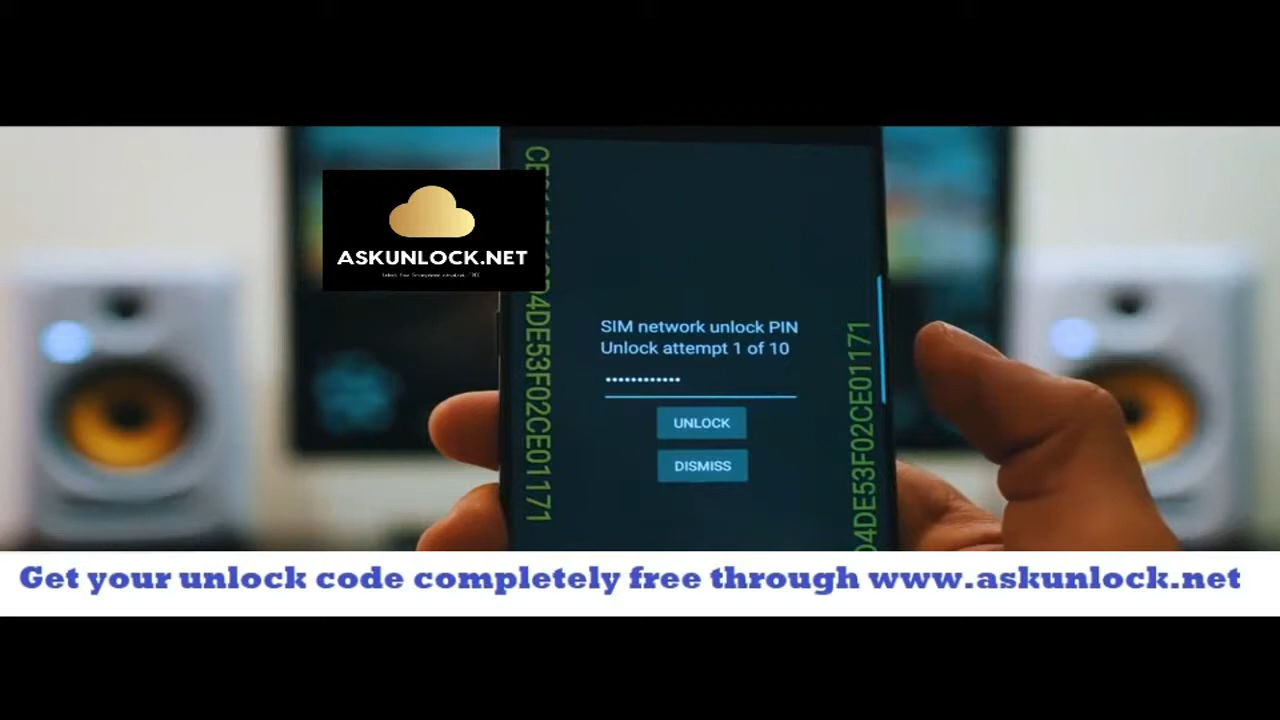 ASKUNLOCK.NET
SIM network unlock PIN
Unlock attempt 1 of 10
••••••••••••
UNLOCK
DISMISS
4DE53F02CE01171
04DE53F02CE01171
Get your unlock code completely free through www.askunlock.net